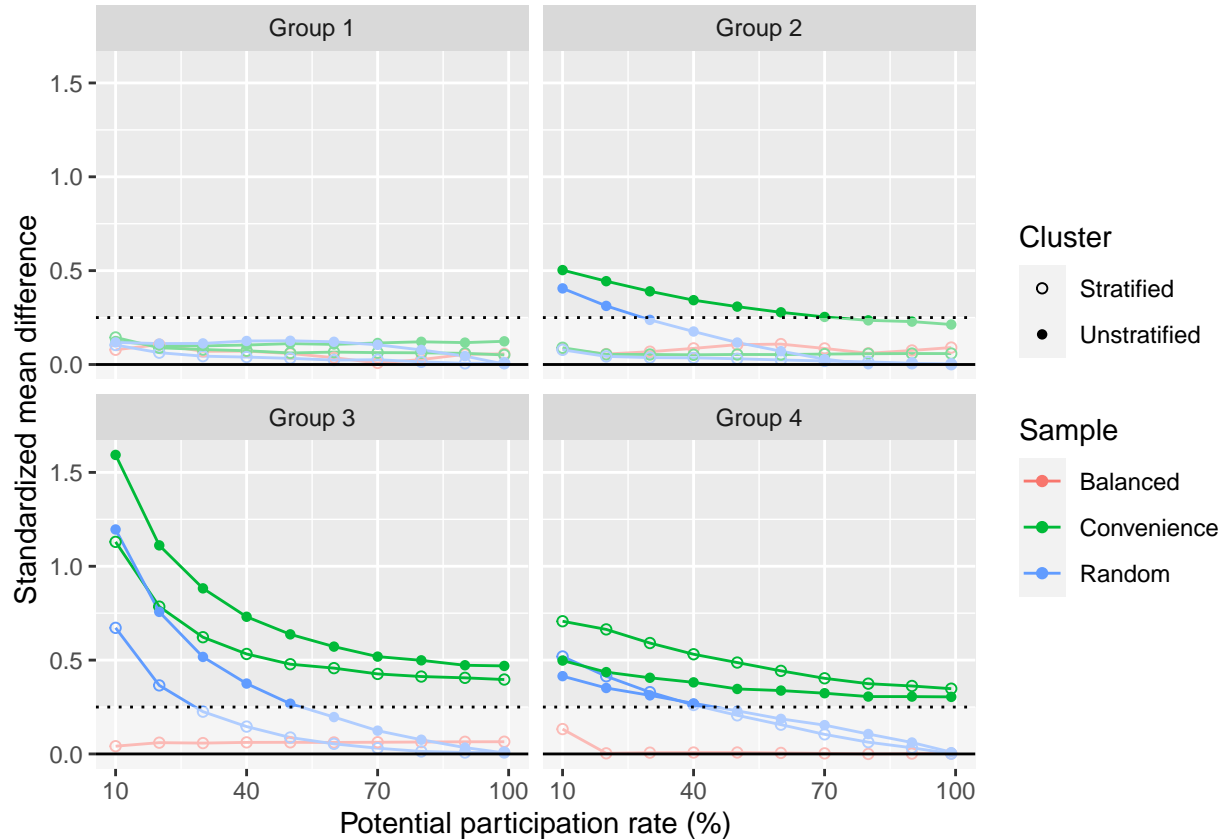 Group 1
Group 2
1.5
1.0
0.5
0.0
Group 3
Group 4
1.5
1.0
0.5
0.0
10
40
70
100
10
40
70
100
Standardized mean difference
Potential participation rate (%)
Cluster
Stratified
Unstratified
Sample
Balanced
Convenience
Random